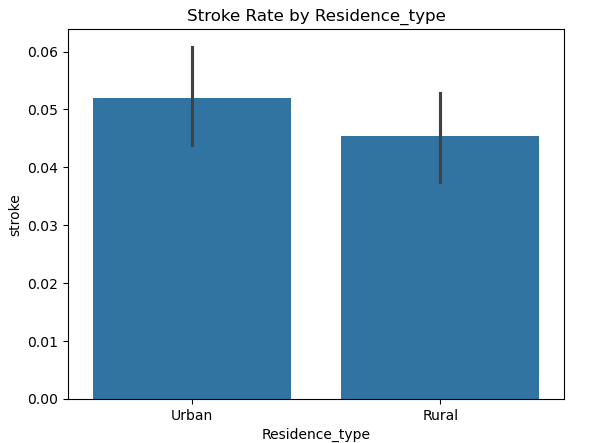 Stroke Rate by Residence_type
0.06
0.05
0.04
0.03
0.02
0.01
0.00
stroke
Urban
Rural
Residence_type